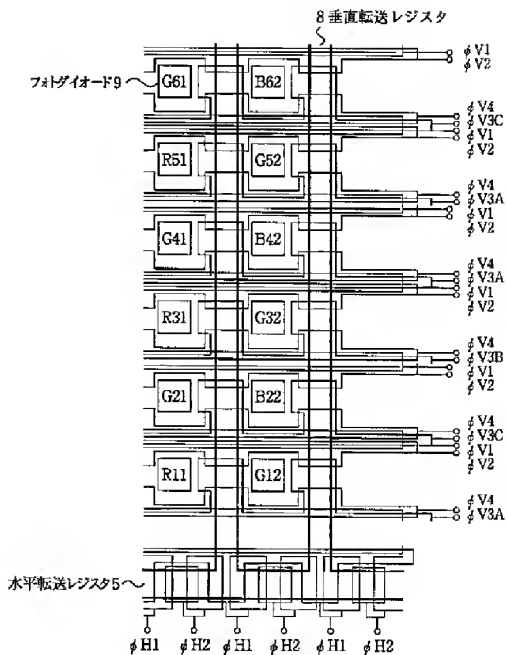 8垂直転送レジスタ
φV1
φV2
フォトダイオード9
G61
B62
φV4
φV3C
φV1
φV2
R51
G52
φV4
φV3A
φV1
φV2
G41
B42
φV4
φV3A
φV1
φV2
R31
G32
φV4
φV3B
φV1
φV2
G21
B22
φV4
φV3C
φV1
φV2
R11
G12
φV4
φV3A
水平転送レジスタ5
φH1 φH2 φH1 φH2 φH1 φH2